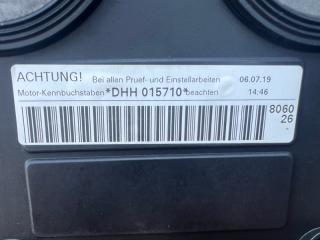 ACHTUNG! Bei allen Pruef- und Einstellarbeiten 06.07.19
Motor-Kennbuchstaben *DHH 015710* beachten 14:46
8060
26